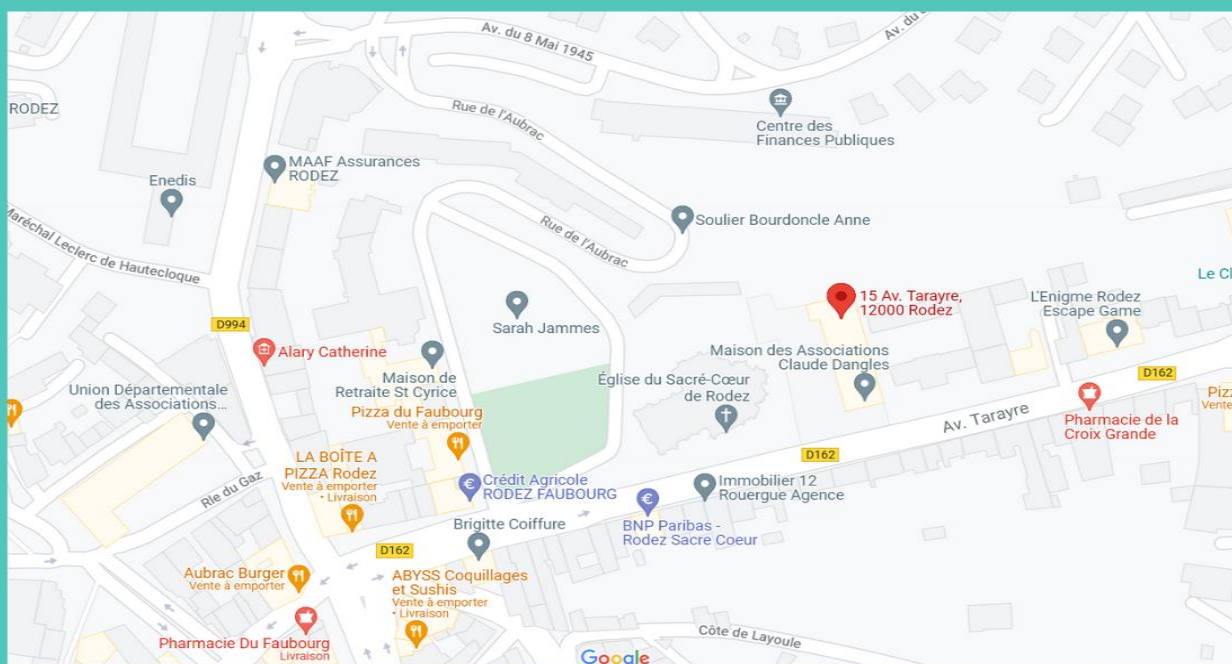 Av. du 8 Mai 1945
Av. du
RODEZ
Rue de l'Aubrac
Centre des
Finances Publiques
MAAF Assurances
RODEZ
Enedis
Maréchal Leclerc de Hautecloque
Rue de l'Aubrac
Soulier Bourdoncle Anne
Le Cl
15 Av. Tarayre,
12000 Rodez
L'Enigme Rodez
Escape Game
Sarah Jammes
D994
Alary Catherine
Maison des Associations
Claude Dangles
Maison de
Retraite St Cyrice
Église du Sacré-Cœur
de Rodez
D162
Union Départementale
des Associations...
Pizza du Faubourg
Vente à emporter
Av. Tarayre
Pharmacie de la
Croix Grande
Piz
Vente
LA BOÎTE A
PIZZA Rodez
Vente à emporter
• Livraison
D162
Rle du Gaz
Crédit Agricole
RODEZ FAUBOURG
Immobilier 12
Rouergue Agence
Brigitte Coiffure
BNP Paribas -
Rodez Sacre Coeur
D162
Aubrac Burger
Vente à emporter
ABYSS Coquillages
et Sushis
Vente à emporter
• Livraison
Pharmacie Du Faubourg
Livraison
Côte de Layoule
Google